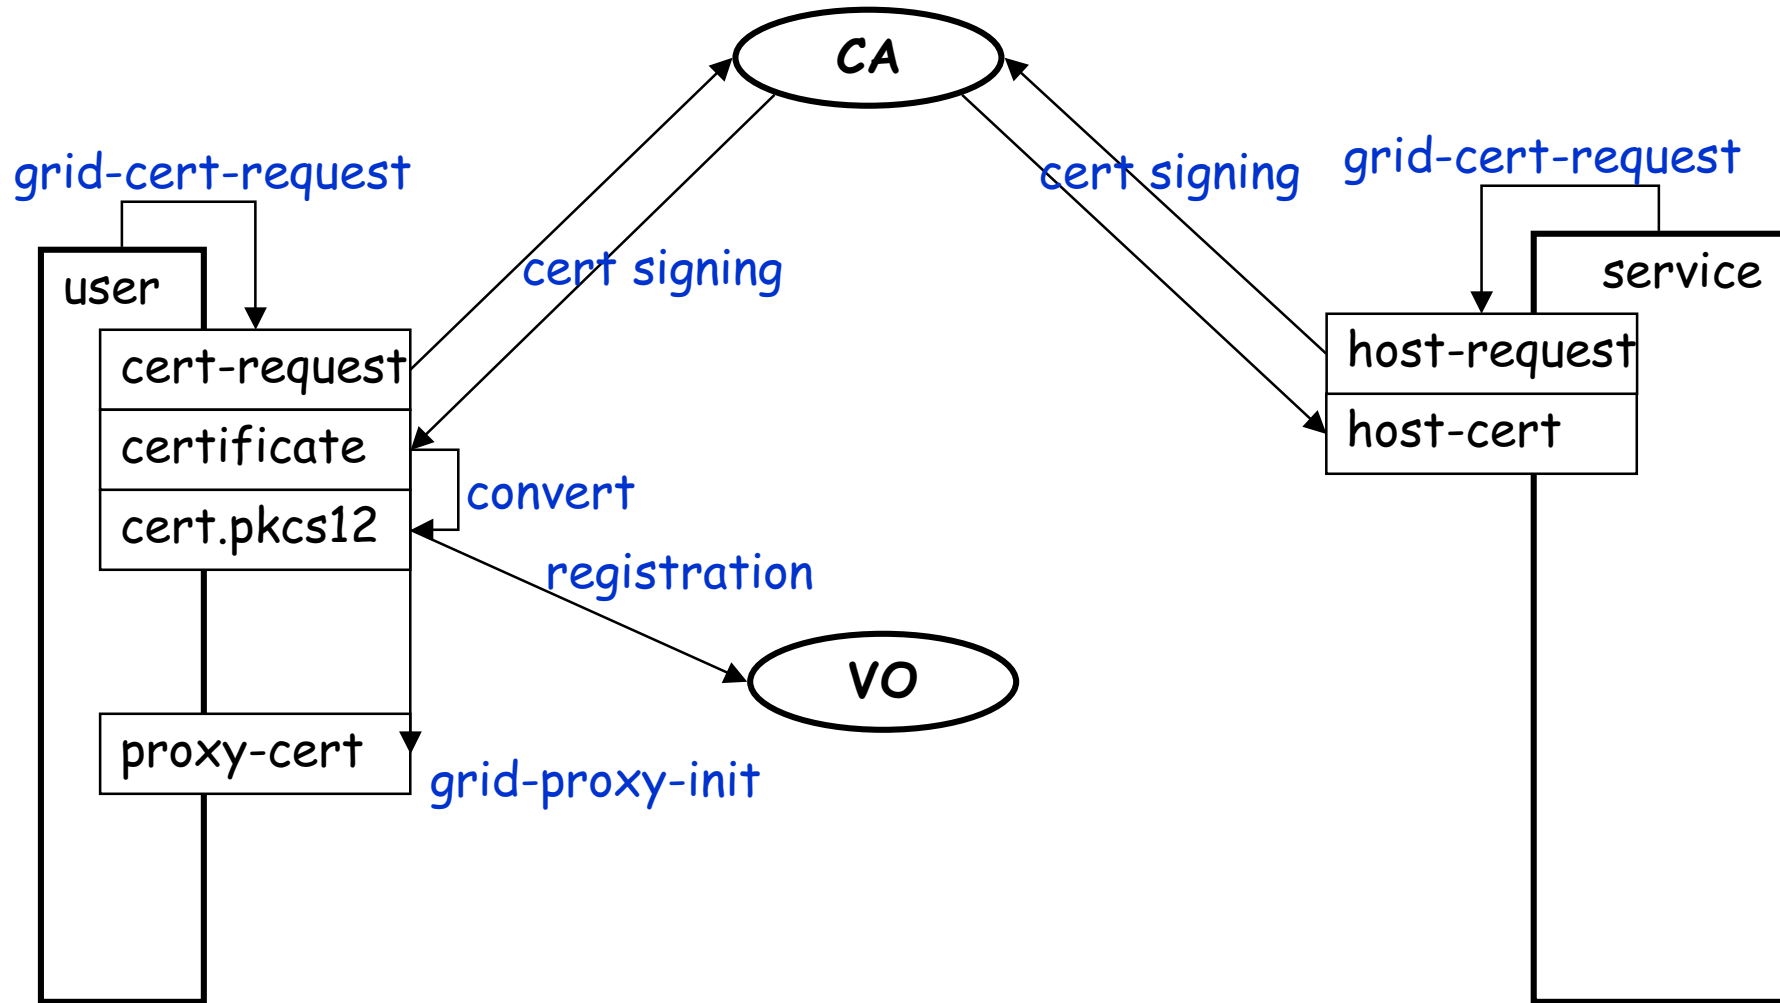 CA
grid-cert-request
cert signing
grid-cert-request
cert signing
user
service
cert-request
host-request
certificate
host-cert
convert
cert.pkcs12
registration
VO
proxy-cert
grid-proxy-init